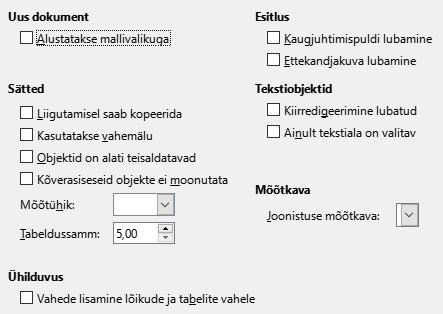 Uus dokument
Alustatakse mallivalikuga
Sätted
Liigutamisel saab kopeerida
Kasutatakse vahemälu
Objektid on alati teisaldatavad
Kõverasiseseid objekte ei moonutata
Mõõtühik:
Tabeldussamm: 5,00
Ühilduvus
Vahede lisamine lõikude ja tabelite vahele
Esitlus
Kaugjuhtimispuldi lubamine
Ettekandjakuva lubamine
Tekstiobjektid
Kiirredigeerimine lubatud
Ainult tekstiala on valitav
Mõõtkava
Joonistuse mõõtkava: